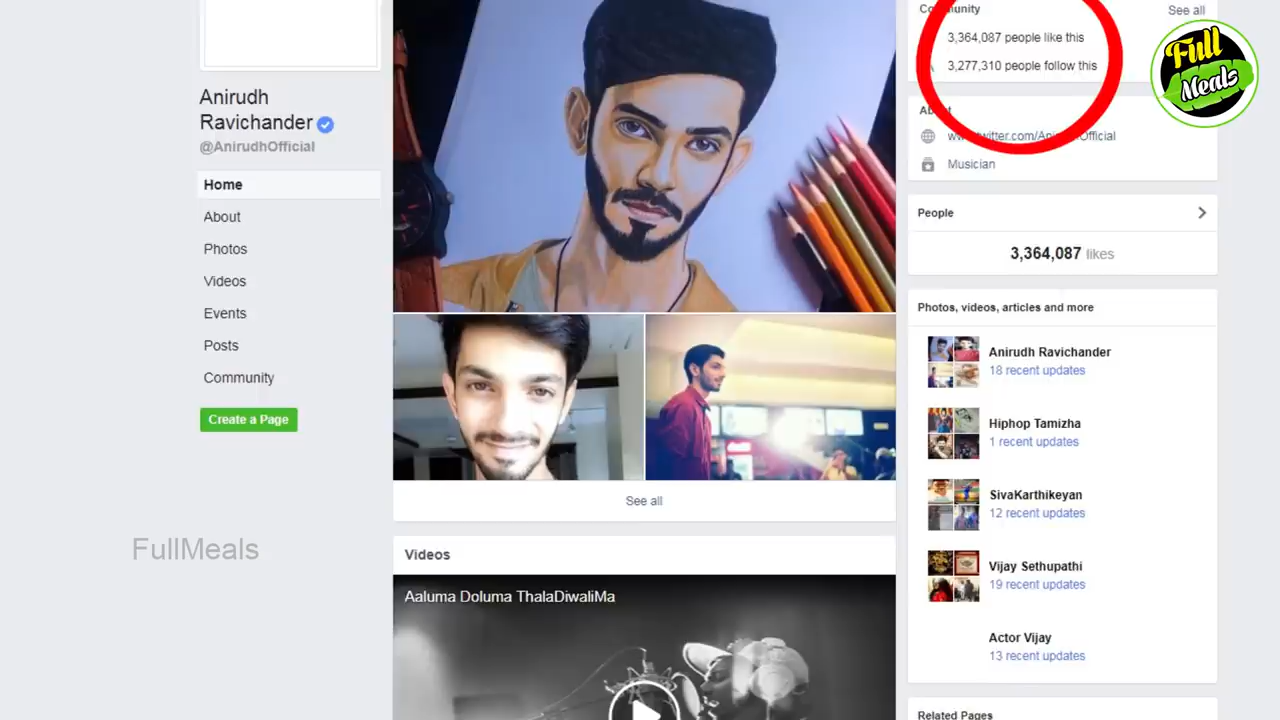 Anirudh
Ravichander
@AnirudhOfficial
Home
About
Photos
Videos
Events
Posts
Community
Create a Page
FullMeals
See all
Videos
Aaluma Doluma ThalaDiwaliMa
Community
See all
3,364,087 people like this
3,277,310 people follow this
Full
Meals
About
Musician
People
3,364,087 likes
Photos, videos, articles and more
Anirudh Ravichander
18 recent updates
Hiphop Tamizha
1 recent updates
SivaKarthikeyan
12 recent updates
Vijay Sethupathi
19 recent updates
Actor Vijay
13 recent updates
Related Pages